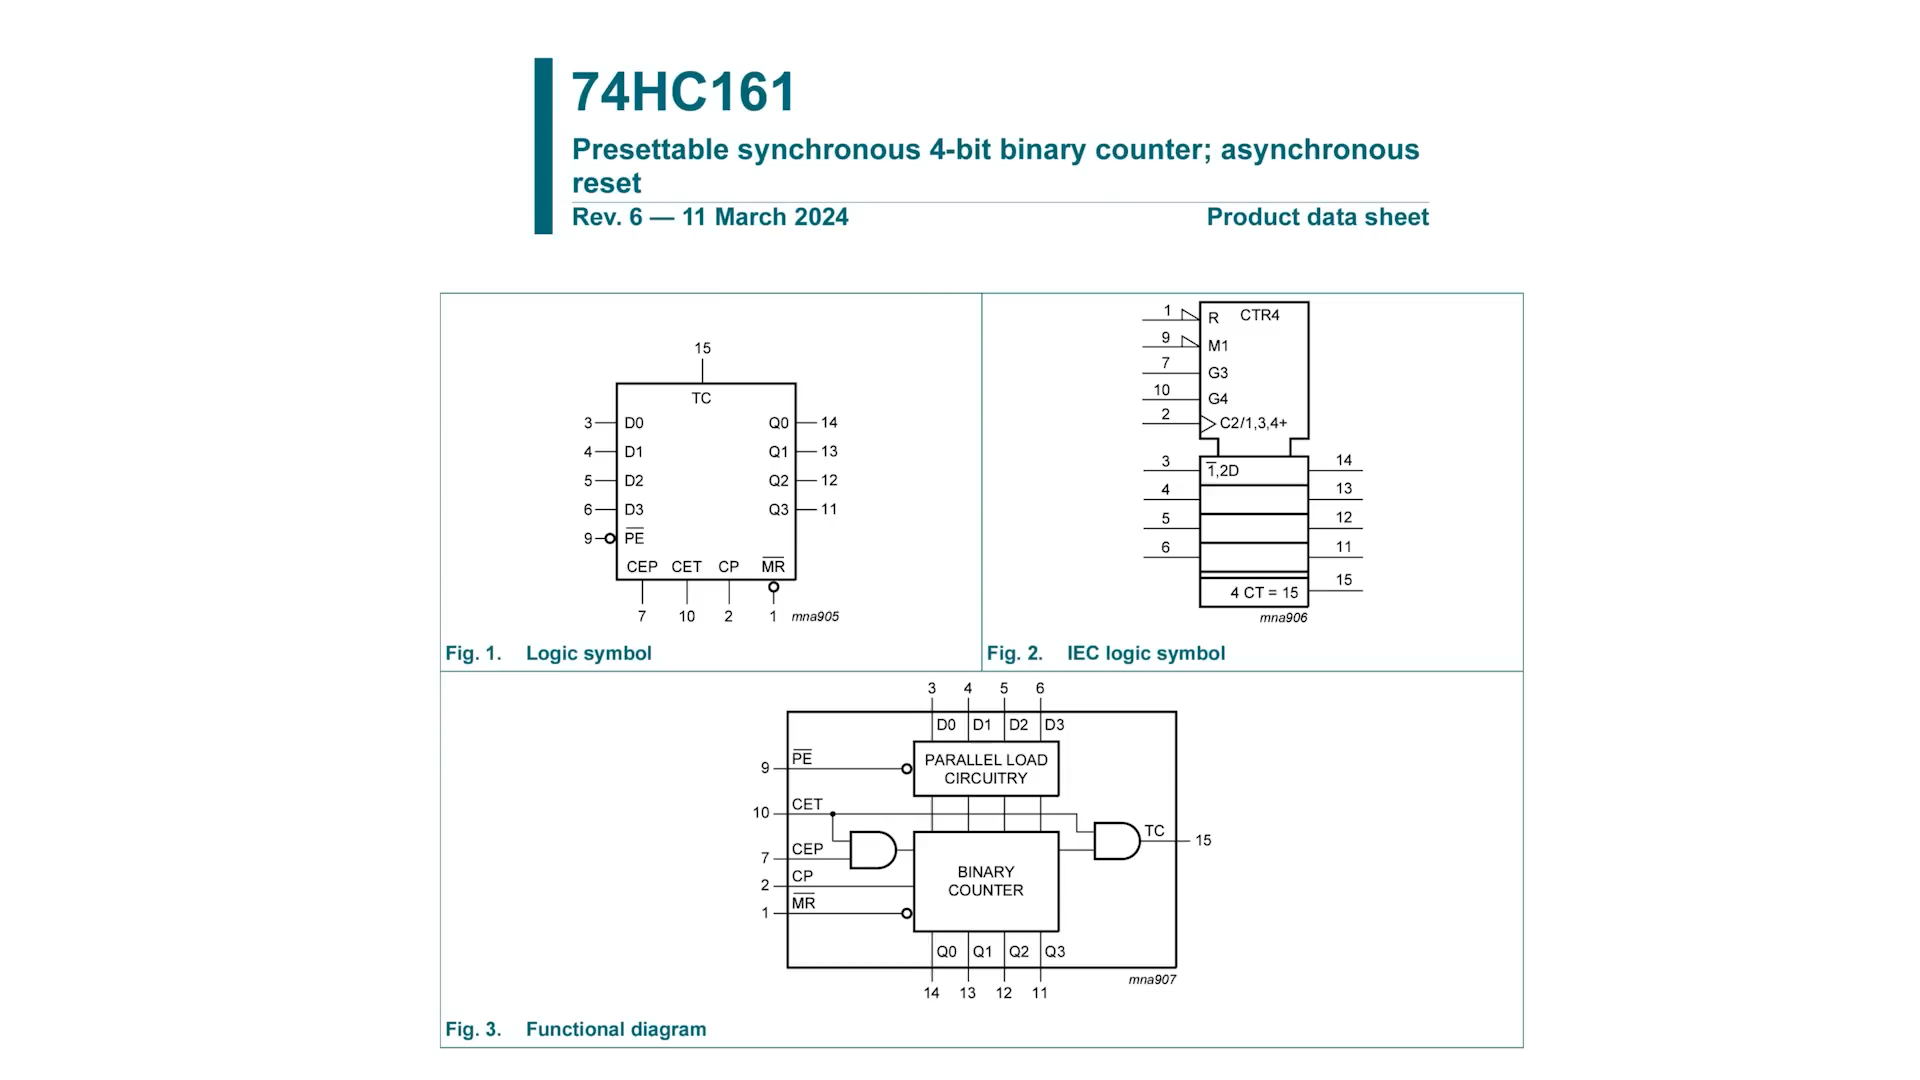 74HC161
Presettable synchronous 4-bit binary counter; asynchronous
reset
Rev. 6 — 11 March 2024 Product data sheet
15
TC
3 D0 Q0 14
4 D1 Q1 13
5 D2 Q2 12
6 D3 Q3 11
9 P̅E̅
CEP CET CP M̅R̅
7 10 2 1 mna905
Fig. 1. Logic symbol
1 R CTR4
9 M1
7 G3
10 G4
2 C2/1,3,4+
3 1̅,2D 14
4 13
5 12
6 11
4 CT = 15 15
mna906
Fig. 2. IEC logic symbol
3 4 5 6
D0 D1 D2 D3
9 P̅E̅ PARALLEL LOAD
CIRCUITRY
10 CET
TC 15
7 CEP
BINARY
COUNTER
2 CP
1 M̅R̅
Q0 Q1 Q2 Q3
14 13 12 11
mna907
Fig. 3. Functional diagram